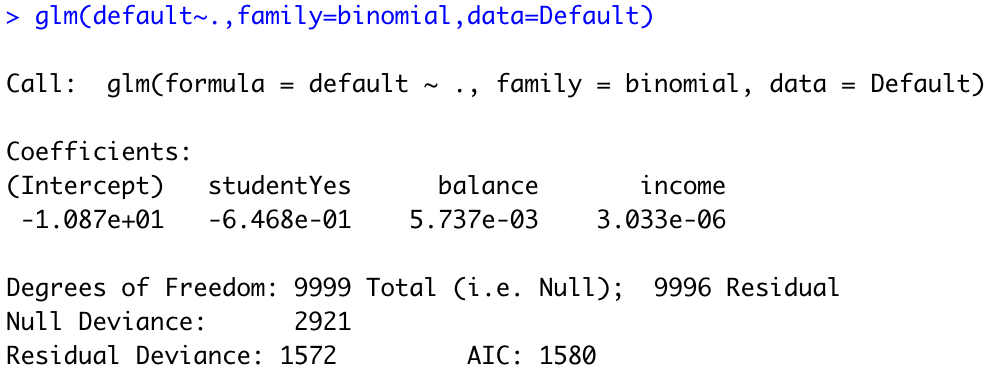 > glm(default~.,family=binomial,data=Default)
Call:  glm(formula = default ~ ., family = binomial, data = Default)
Coefficients:
(Intercept)   studentYes      balance       income
 -1.087e+01   -6.468e-01    5.737e-03    3.033e-06
Degrees of Freedom: 9999 Total (i.e. Null);  9996 Residual
Null Deviance:      2921
Residual Deviance: 1572         AIC: 1580